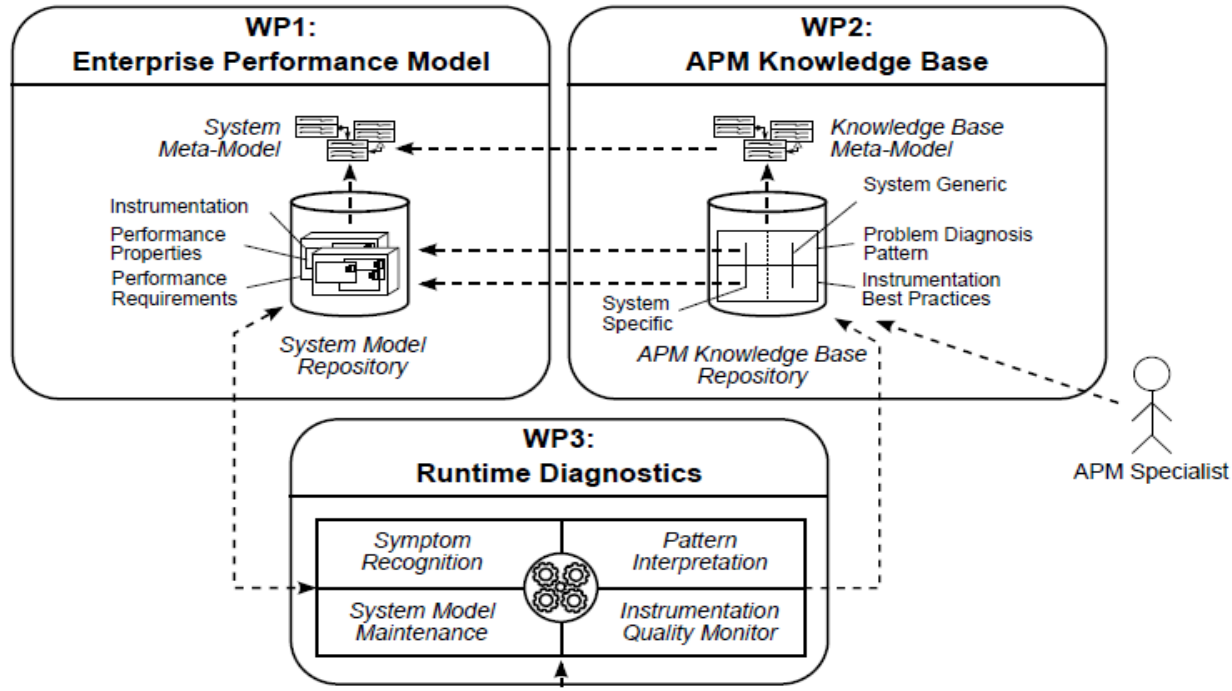 WP1:
Enterprise Performance Model
System
Meta-Model
Instrumentation
Performance
Properties
Performance
Requirements
System Model
Repository
WP2:
APM Knowledge Base
Knowledge Base
Meta-Model
System Generic
Problem Diagnosis
Pattern
Instrumentation
Best Practices
System
Specific
APM Knowledge Base
Repository
APM Specialist
WP3:
Runtime Diagnostics
Symptom
Recognition
Pattern
Interpretation
System Model
Maintenance
Instrumentation
Quality Monitor